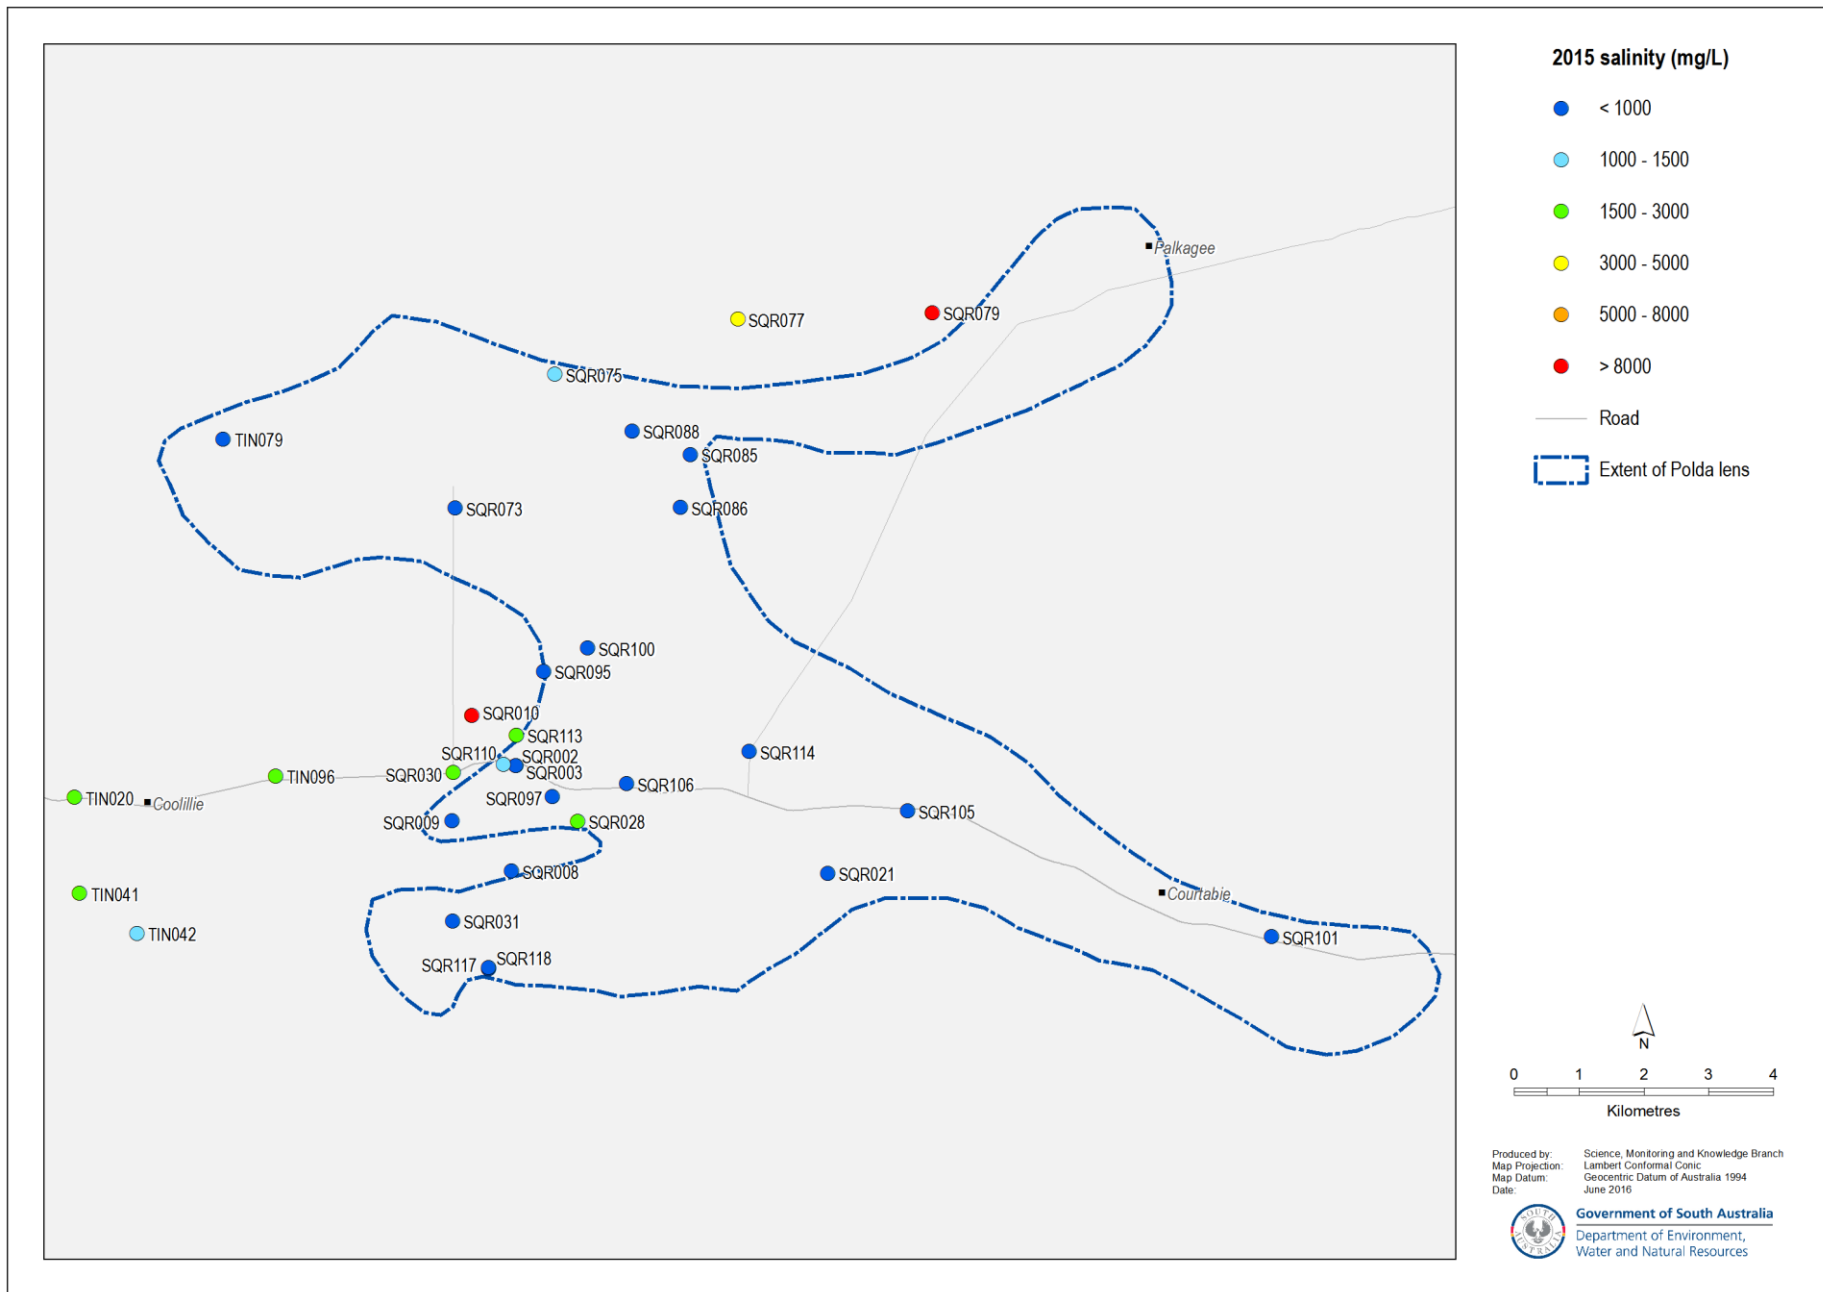 2015 salinity (mg/L)
< 1000
1000 - 1500
1500 - 3000
3000 - 5000
5000 - 8000
> 8000
Road
Extent of Polda lens
Palkagee
SQR077
SQR079
SQR075
TIN079
SQR088
SQR085
SQR073
SQR086
SQR100
SQR095
SQR010
SQR113
SQR110
SQR002
SQR114
SQR030
SQR003
TIN096
SQR106
TIN020
Coolillie
SQR097
SQR105
SQR009
SQR028
SQR008
SQR021
TIN041
Courtabie
SQR031
TIN042
SQR101
SQR117
SQR118
N
0 1 2 3 4
Kilometres
Produced by: Science, Monitoring and Knowledge Branch
Map Projection: Lambert Conformal Conic
Map Datum: Geocentric Datum of Australia 1994
Date: June 2016
SOUTH
AUSTRALIA
Government of South Australia
Department of Environment,
Water and Natural Resources